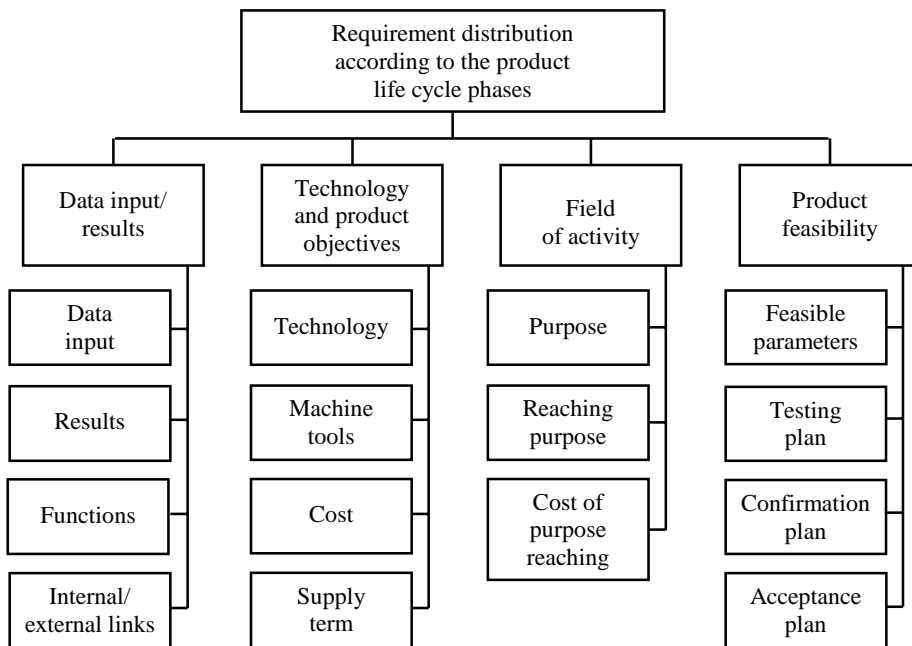 Requirement distribution
according to the product
life cycle phases
Data input/
results
Data
input
Results
Functions
Internal/
external links
Technology
and product
objectives
Technology
Machine
tools
Cost
Supply
term
Field
of activity
Purpose
Reaching
purpose
Cost of
purpose
reaching
Product
feasibility
Feasible
parameters
Testing
plan
Confirmation
plan
Acceptance
plan